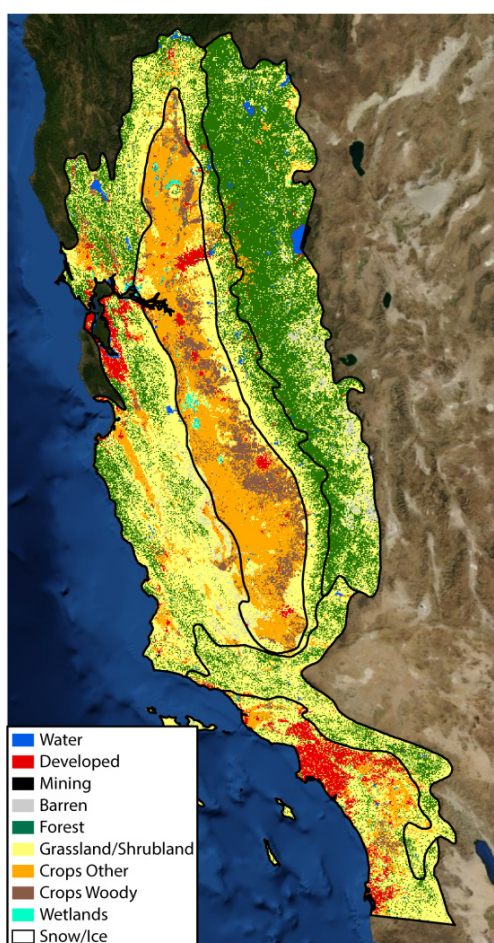 Water
Developed
Mining
Barren
Forest
Grassland/Shrubland
Crops Other
Crops Woody
Wetlands
Snow/Ice